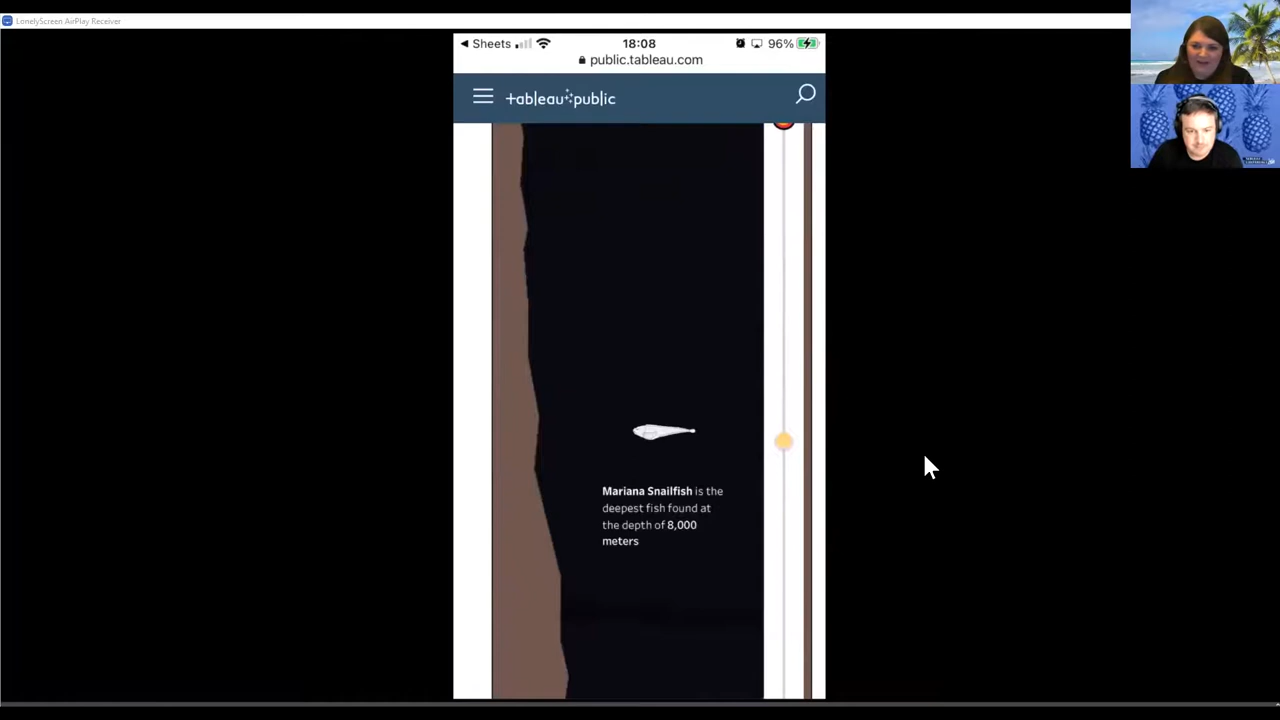 LonelyScreen AirPlay Receiver
Sheets
18:08
96%
public.tableau.com
+ableau public
Mariana Snailfish is the
deepest fish found at
the depth of 8,000
meters